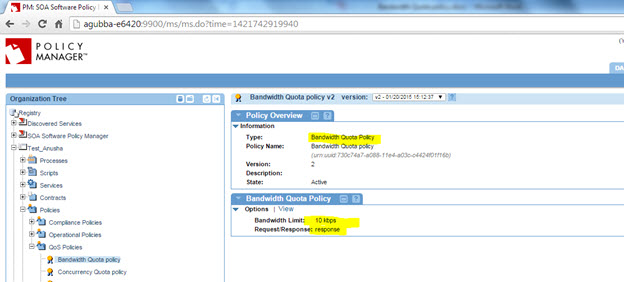 PM: SOA Software Policy
agubba-e6420:9900/ms/ms.do?time=1421742919940
POLICY
MANAGER™
DA
Organization Tree
Registry
Discovered Services
SOA Software Policy Manager
Test_Anusha
Processes
Scripts
Services
Contracts
Policies
Compliance Policies
Operational Policies
QoS Policies
Bandwidth Quota policy
Concurrency Quota policy
Bandwidth Quota policy v2 version: v2 - 01/20/2015 15:12:37
Policy Overview
Information
Type: Bandwidth Quota Policy
Policy Name: Bandwidth Quota policy
(urn:uuid:730c74a7-a088-11e4-a03c-c4424f01f16b)
Version: 2
Description:
State: Active
Bandwidth Quota Policy
Options | View
Bandwidth Limit: 10 kbps
Request/Response: response